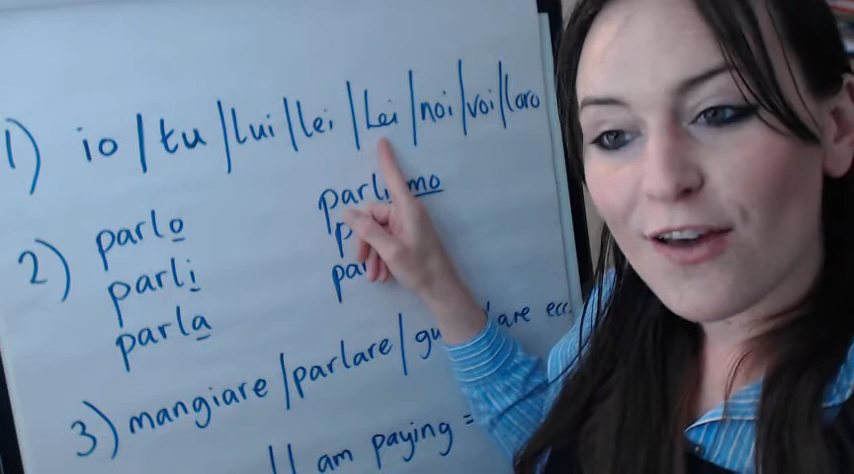 1) io / tu / lui / lei / Lei / noi / voi / loro
2) parlo
parli
parla
3) mangiare / parlare / are ecc.
I am paying =